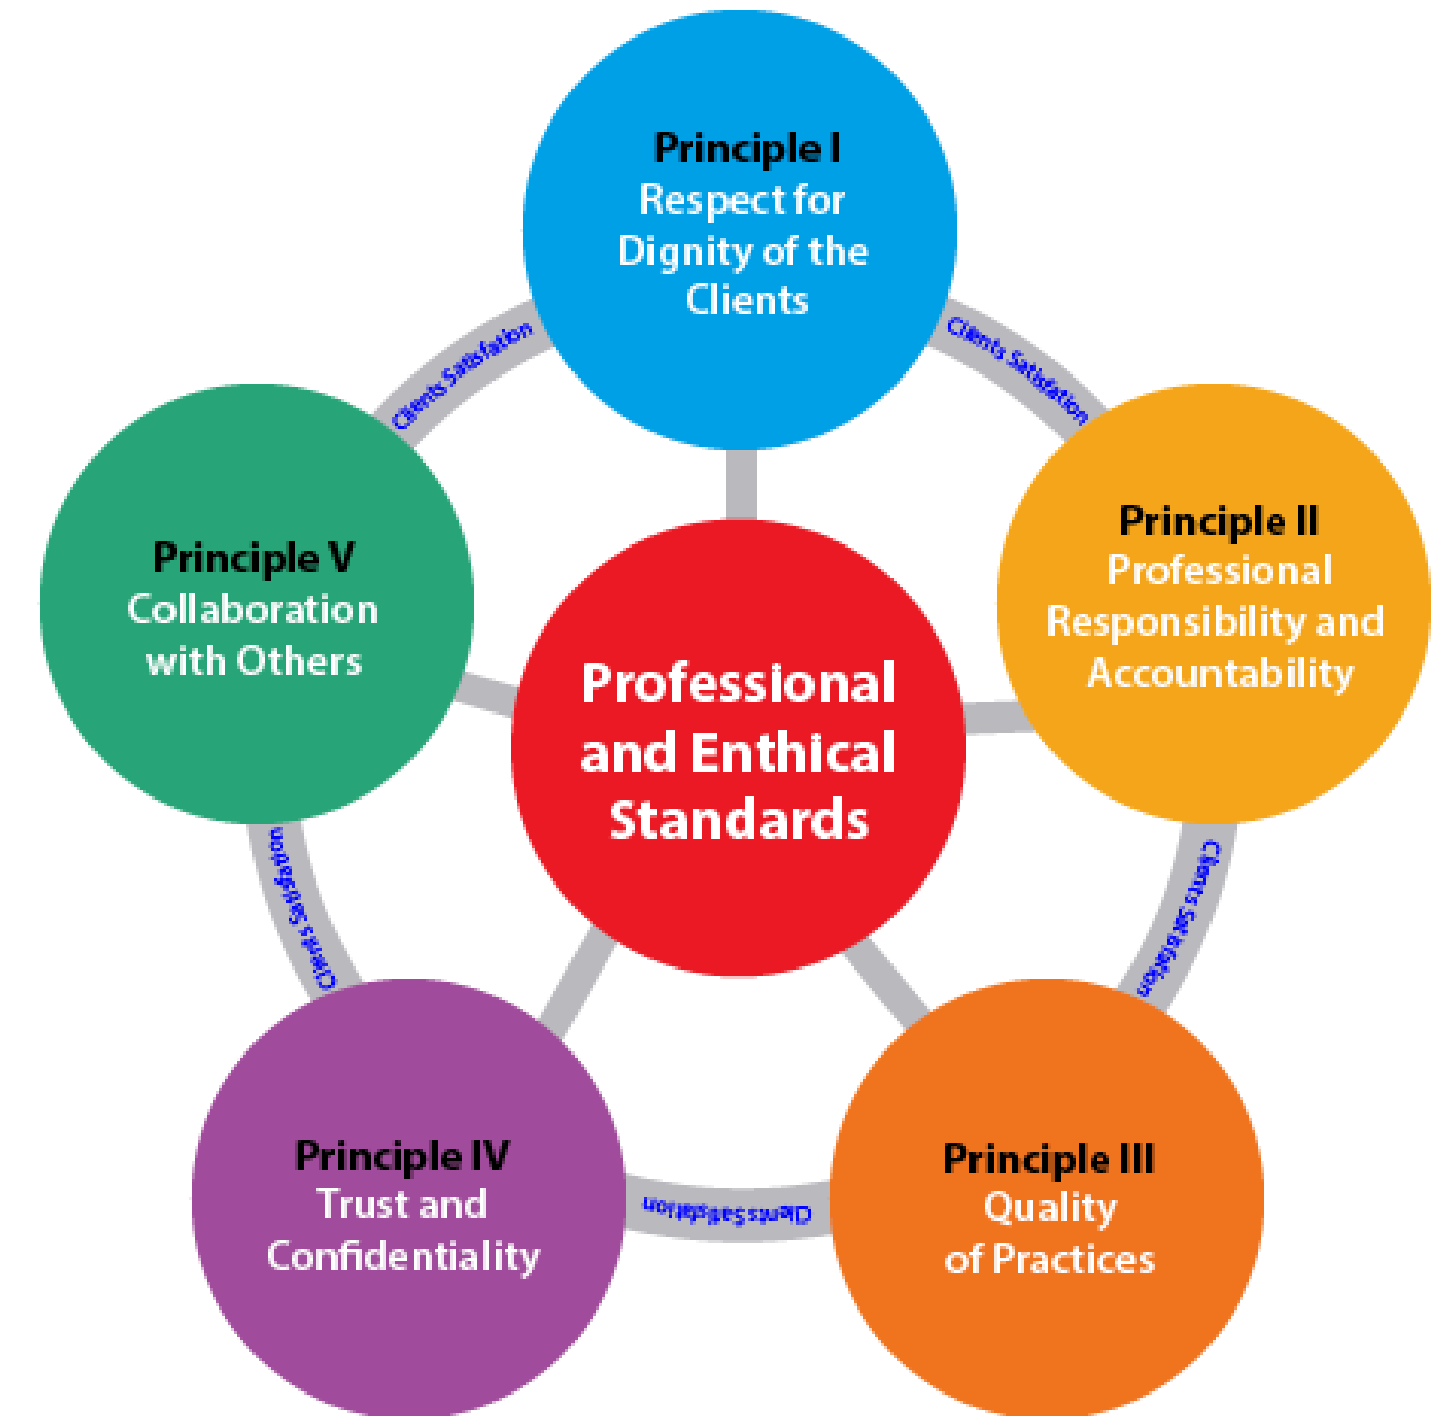 Principle I
Respect for
Dignity of the
Clients
Clients Satisfation
Clients Satisfation
Principle II
Professional
Responsibility and
Accountability
Principle V
Collaboration
with Others
Professional
and Enthical
Standards
Clients Satisfation
Clients Satisfation
Principle IV
Trust and
Confidentiality
Clients Satisfation
Principle III
Quality
of Practices